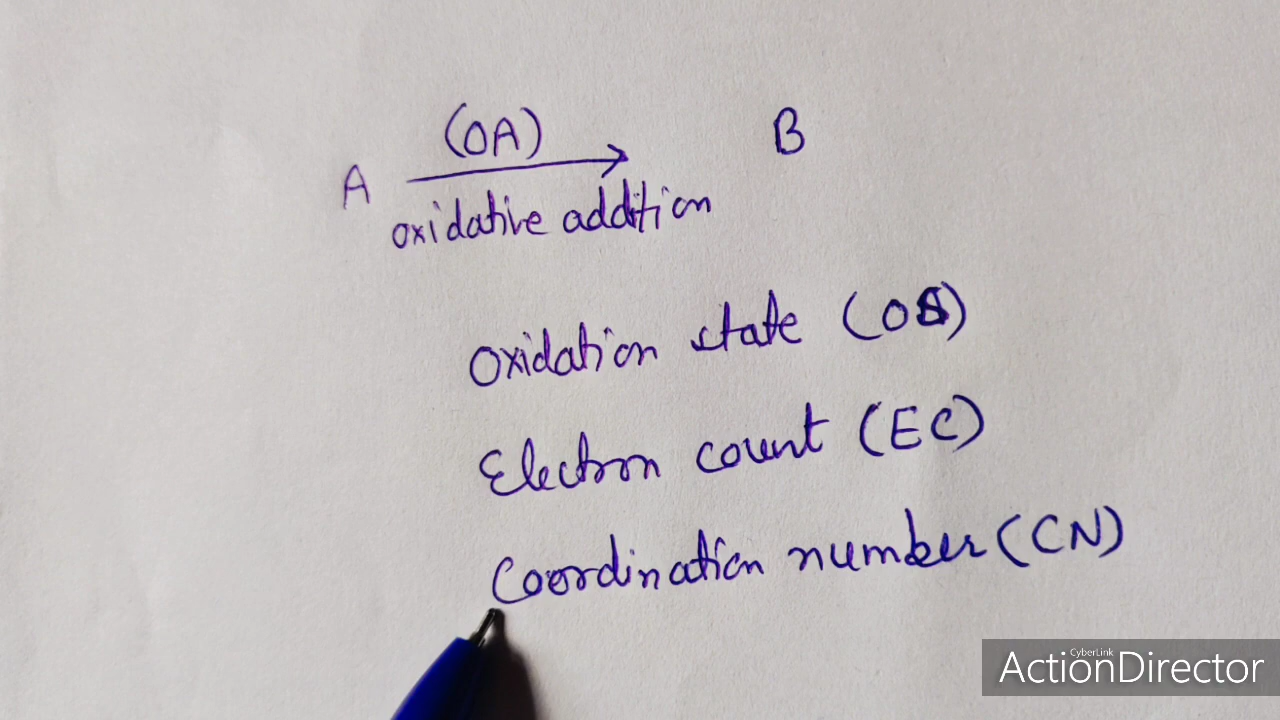 (OA)
A → B
oxidative addition
Oxidation state (OS)
Electron count (EC)
Coordination number (CN)
CyberLink
ActionDirector